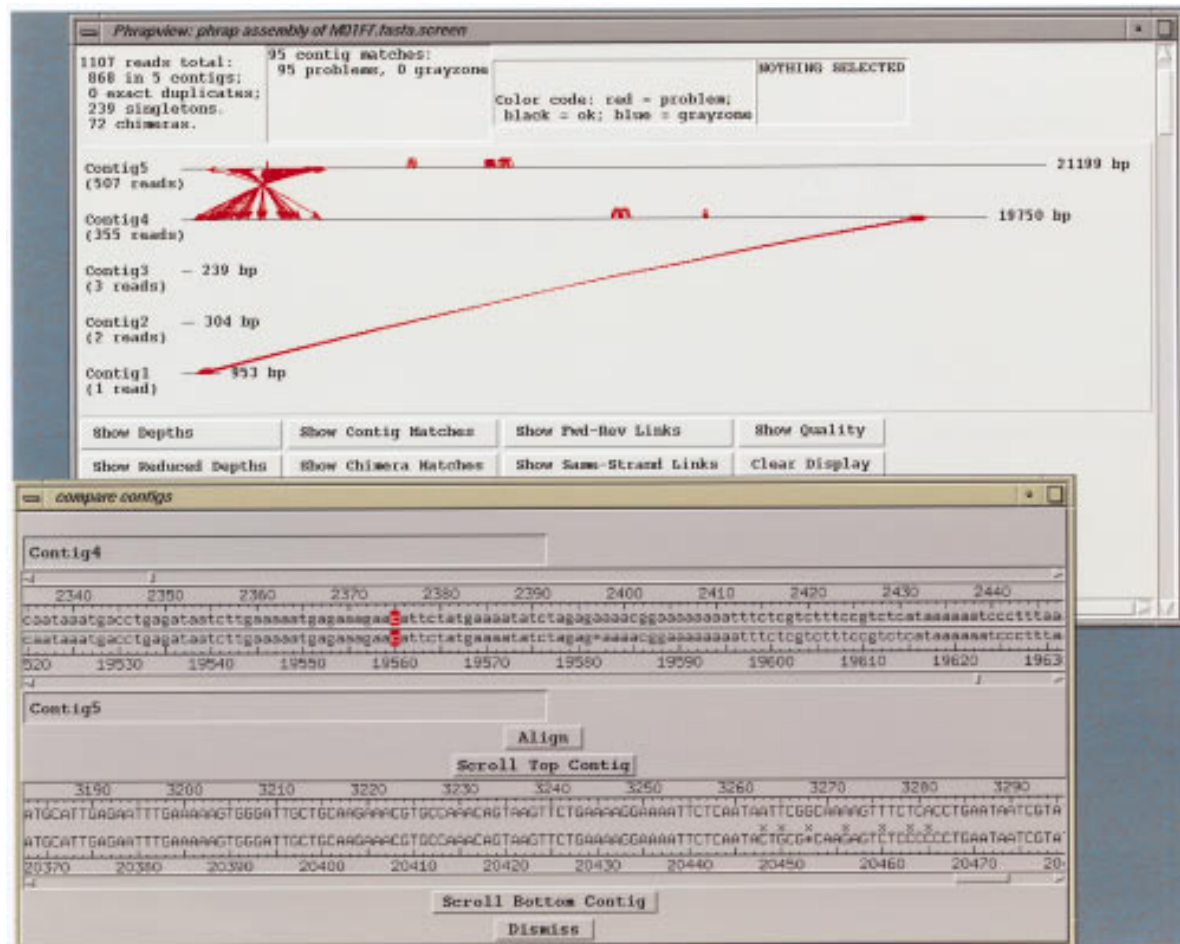 Phrapview: phrap assembly of M01F7.fasta.screen
1107 reads total:
868 in 5 contigs;
0 exact duplicates;
239 singletons.
72 chimeras.
95 contig matches:
95 problems, 0 grayzone
Color code: red = problem;
black = ok; blue = grayzone
NOTHING SELECTED
Contig5
(507 reads)
21199 bp
Contig4
(355 reads)
19750 bp
Contig3
(3 reads)
239 bp
Contig2
(2 reads)
304 bp
Contig1
(1 read)
953 bp
Show Depths Show Contig Matches Show Fwd-Rev Links Show Quality
Show Reduced Depths Show Chimera Matches Show Same-Strand Links Clear Display
compare contigs
Contig4
2340 2350 2360 2370 2380 2390 2400 2410 2420 2430 2440
520 19530 19540 19550 19560 19570 19580 19590 19600 19610 19620 1963
Contig5
Align
Scroll Top Contig
3190 3200 3210 3220 3230 3240 3250 3260 3270 3280 3290
20370 20380 20390 20400 20410 20420 20430 20440 20450 20460 20470 20
Scroll Bottom Contig
Dismiss